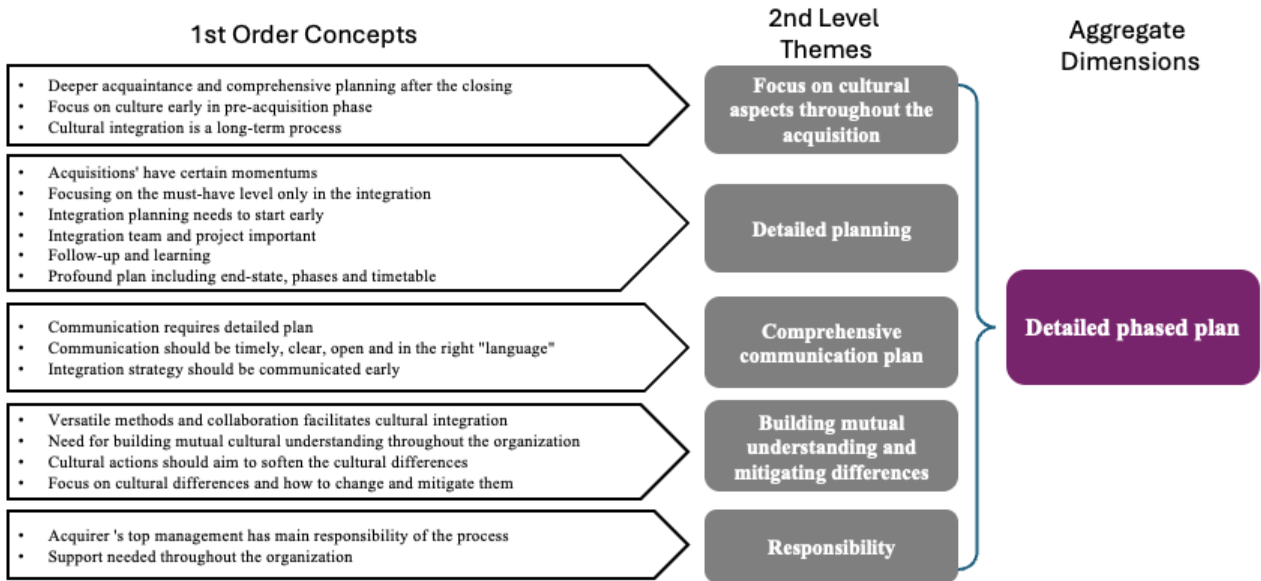 1st Order Concepts
2nd Level
Themes
Aggregate
Dimensions
• Deeper acquaintance and comprehensive planning after the closing
• Focus on culture early in pre-acquisition phase
• Cultural integration is a long-term process
Focus on cultural
aspects throughout the
acquisition
• Acquisitions' have certain momentums
• Focusing on the must-have level only in the integration
• Integration planning needs to start early
• Integration team and project important
• Follow-up and learning
• Profound plan including end-state, phases and timetable
Detailed planning
• Communication requires detailed plan
• Communication should be timely, clear, open and in the right "language"
• Integration strategy should be communicated early
Comprehensive
communication plan
• Versatile methods and collaboration facilitates cultural integration
• Need for building mutual cultural understanding throughout the organization
• Cultural actions should aim to soften the cultural differences
• Focus on cultural differences and how to change and mitigate them
Building mutual
understanding and
mitigating differences
• Acquirer 's top management has main responsibility of the process
• Support needed throughout the organization
Responsibility
Detailed phased plan